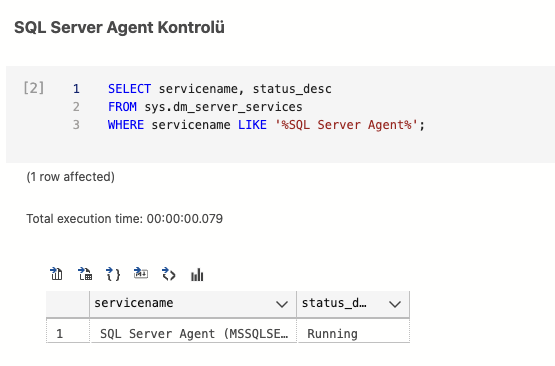 SQL Server Agent Kontrolü
[2]
1 SELECT servicename, status_desc
2 FROM sys.dm_server_services
3 WHERE servicename LIKE '%SQL Server Agent%';
(1 row affected)
Total execution time: 00:00:00.079
servicename status_d…
1 SQL Server Agent (MSSQLSE… Running